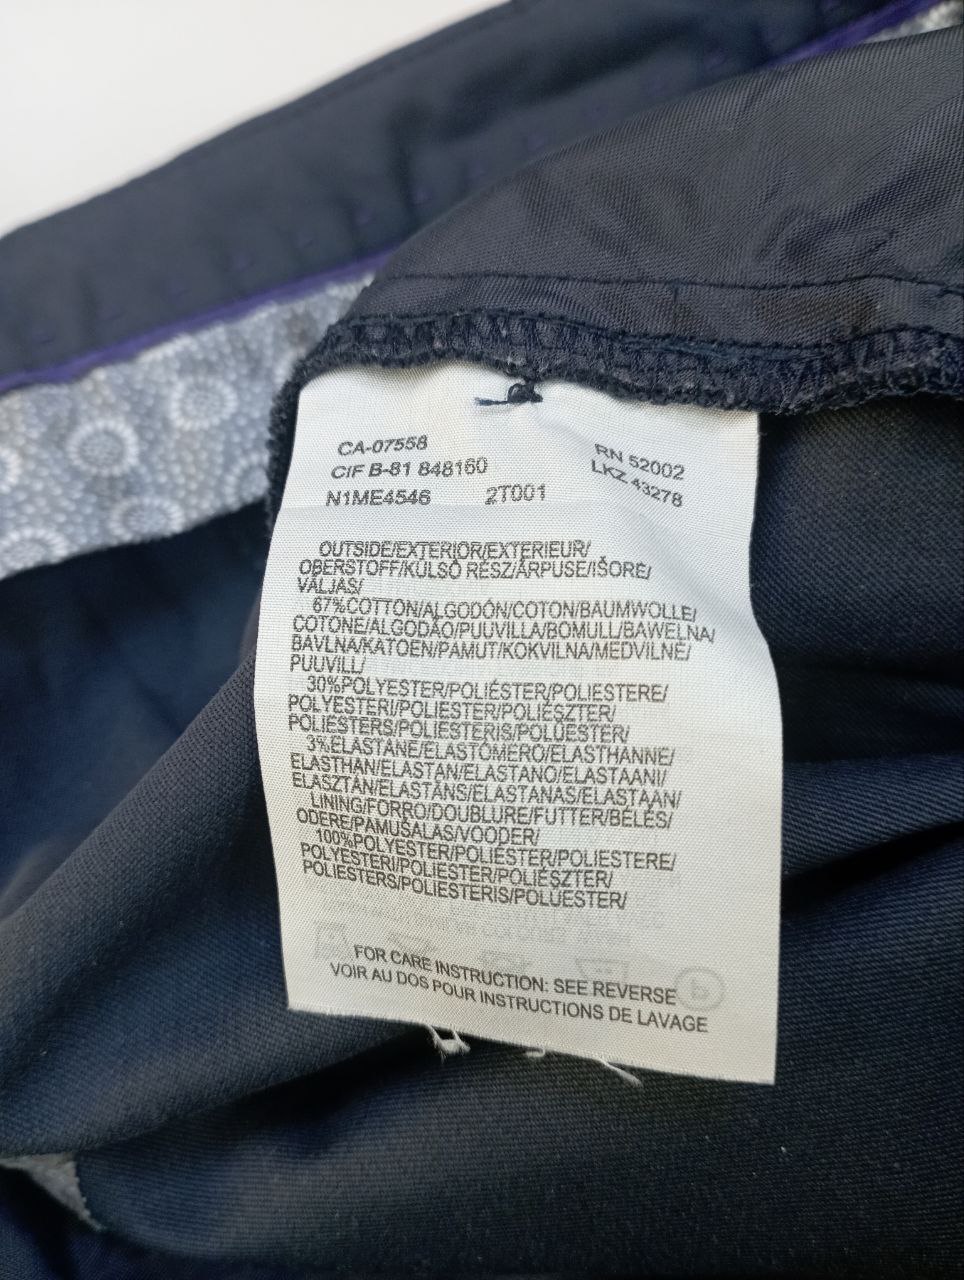 CA-07558
CIF B-81 848160
N1ME4546 2T001
RN 52002
LKZ 43278
OUTSIDE/EXTERIOR/EXTERIEUR/
OBERSTOFF/KÜLSŐ RÉSZ/ĀRPUSE/IŠORĖ/
VÄLJAS/
67%COTTON/ALGODÓN/COTON/BAUMWOLLE/
COTONE/ALGODÃO/PUUVILLA/BOMULL/BAWEŁNA/
BAVLNA/KATOEN/PAMUT/KOKVILNA/MEDVILNĖ/
PUUVILL/
30%POLYESTER/POLIÉSTER/POLIESTERE/
POLYESTERI/POLIESTER/POLIÉSZTER/
POLIESTERS/POLIESTERIS/POLÜESTER/
3%ELASTANE/ELASTÓMERO/ELASTHANNE/
ELASTHAN/ELASTAN/ELASTANO/ELASTAANI/
ELASZTÁN/ELASTĀNS/ELASTANAS/ELASTAAN/
LINING/FORRO/DOUBLURE/FUTTER/BÉLÉS/
ODERE/PAMUŠALAS/VOODER/
100%POLYESTER/POLIÉSTER/POLIESTERE/
POLYESTERI/POLIESTER/POLIÉSZTER/
POLIESTERS/POLIESTERIS/POLÜESTER/
FOR CARE INSTRUCTION: SEE REVERSE
VOIR AU DOS POUR INSTRUCTIONS DE LAVAGE